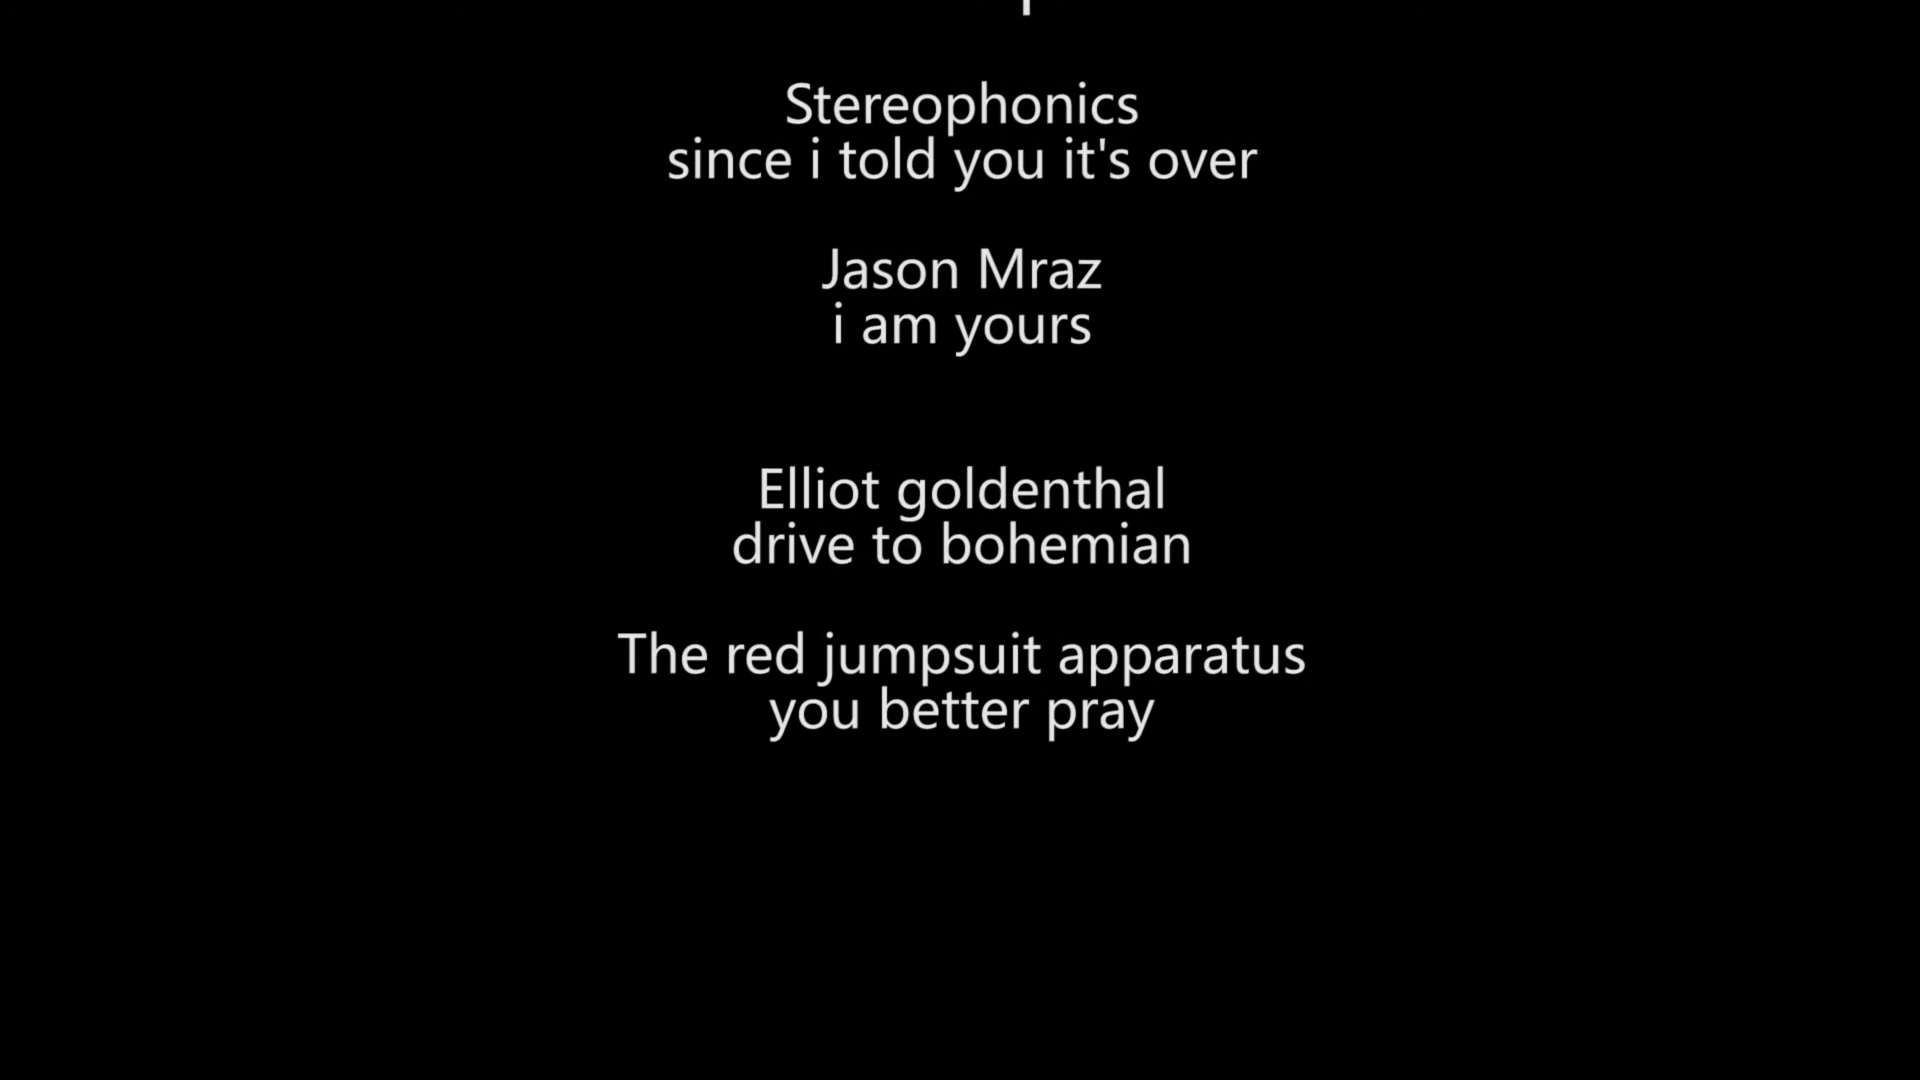 Stereophonics
since i told you it's over
Jason Mraz
i am yours
Elliot goldenthal
drive to bohemian
The red jumpsuit apparatus
you better pray